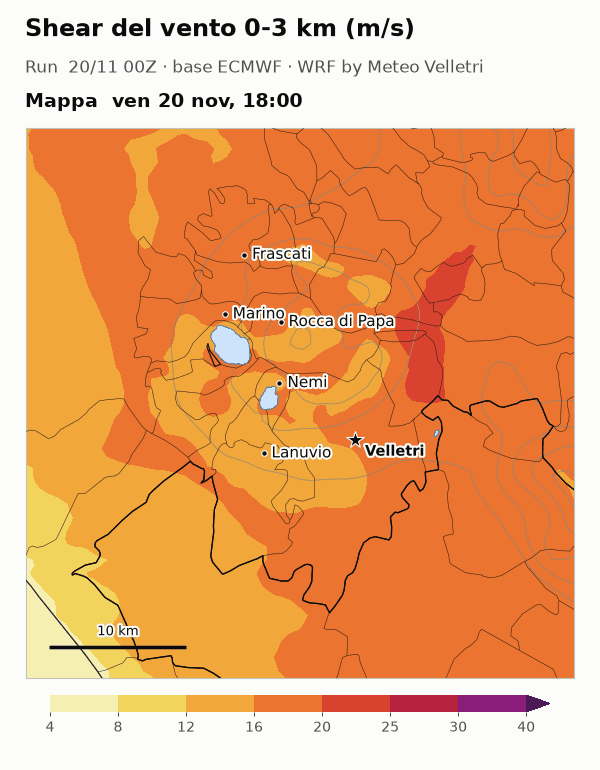 Shear del vento 0-3 km (m/s)
Run  20/11 00Z · base ECMWF · WRF by Meteo Velletri
Mappa  ven 20 nov, 18:00
Frascati
Marino
Rocca di Papa
Nemi
Velletri
Lanuvio
10 km
4 8 12 16 20 25 30 40